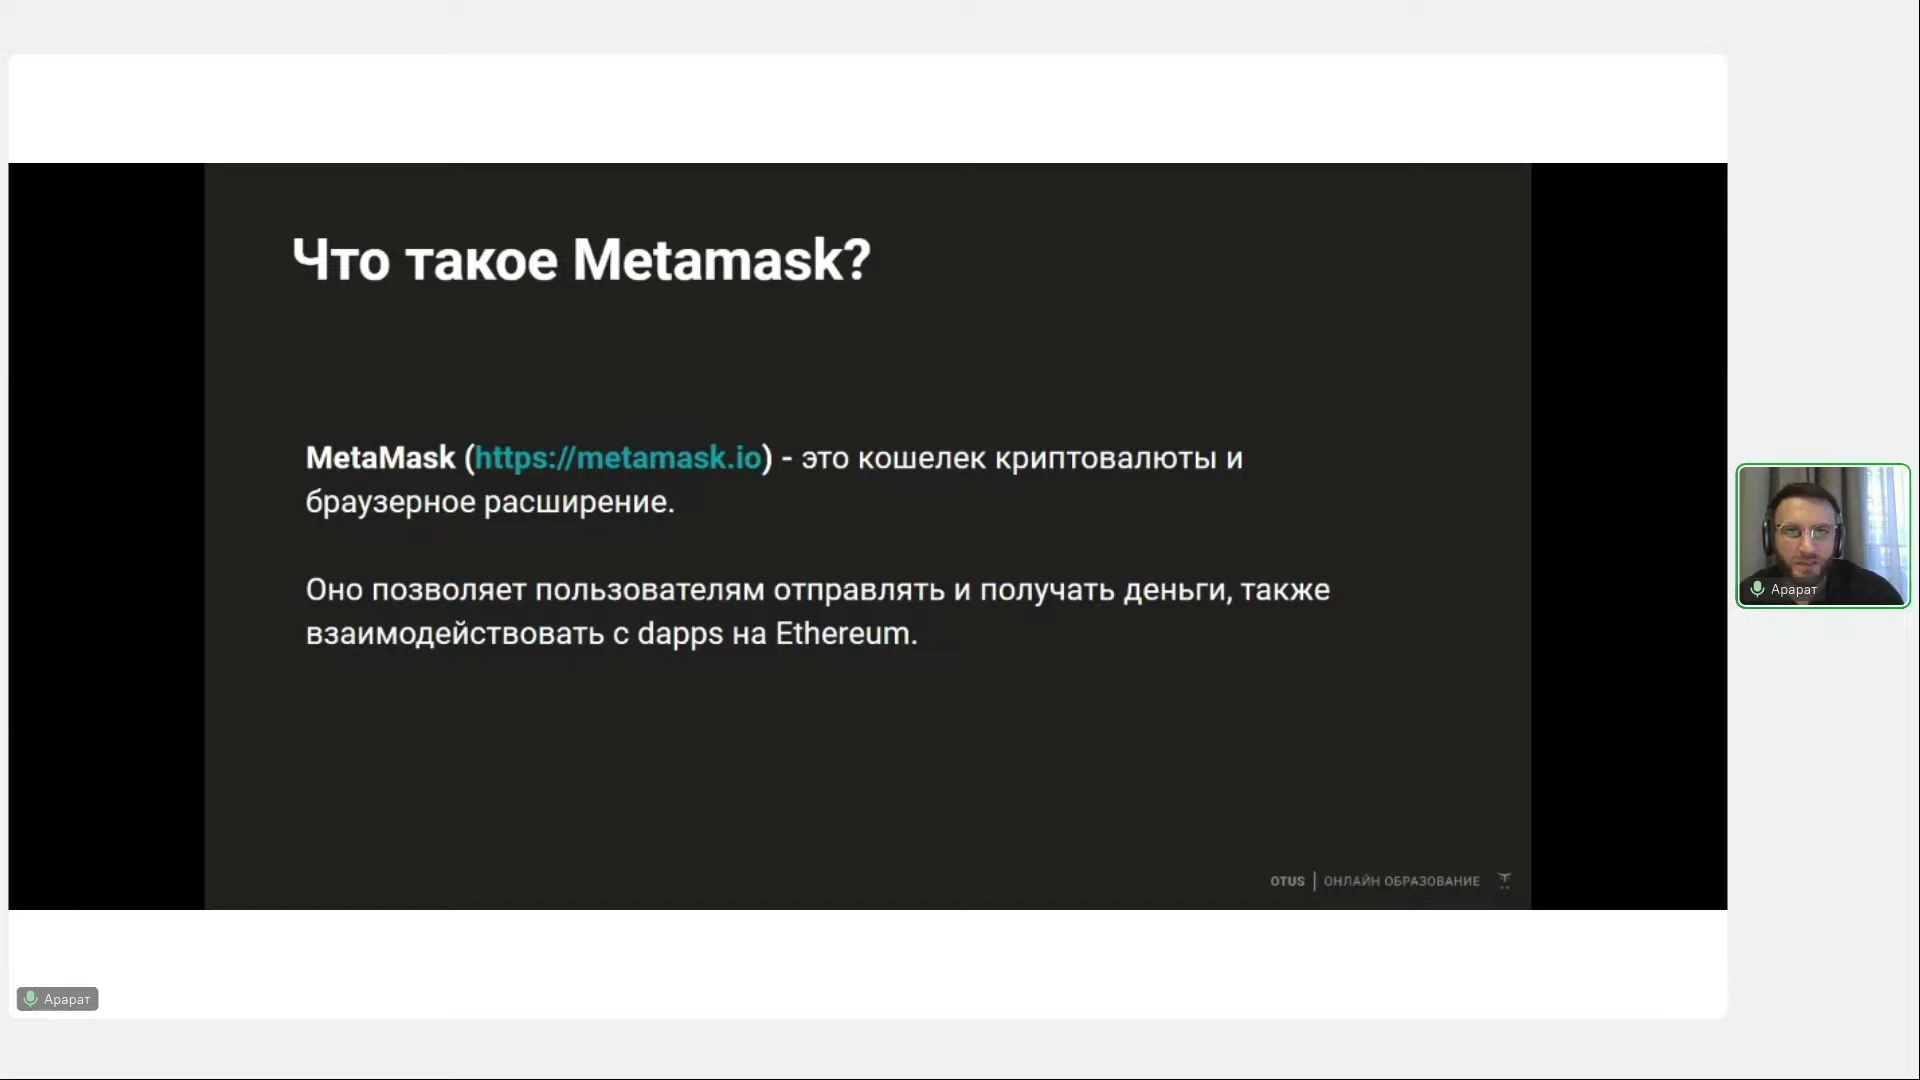 Что такое Metamask?
MetaMask (https://metamask.io) - это кошелек криптовалюты и
браузерное расширение.
Оно позволяет пользователям отправлять и получать деньги, также
взаимодействовать с dapps на Ethereum.
OTUS | ОНЛАЙН ОБРАЗОВАНИЕ
Арарат
Арарат